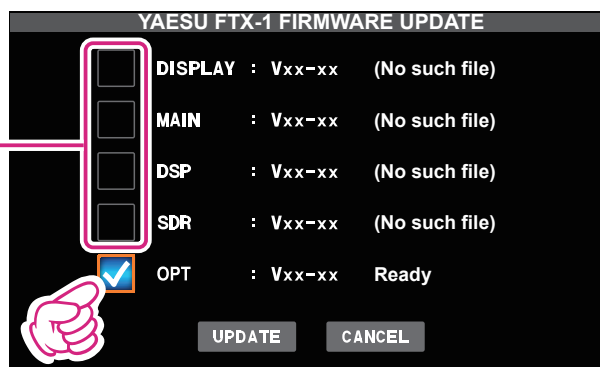 YAESU FTX-1 FIRMWARE UPDATE
DISPLAY : Vxx-xx (No such file)
MAIN : Vxx-xx (No such file)
DSP : Vxx-xx (No such file)
SDR : Vxx-xx (No such file)
OPT : Vxx-xx Ready
UPDATE CANCEL